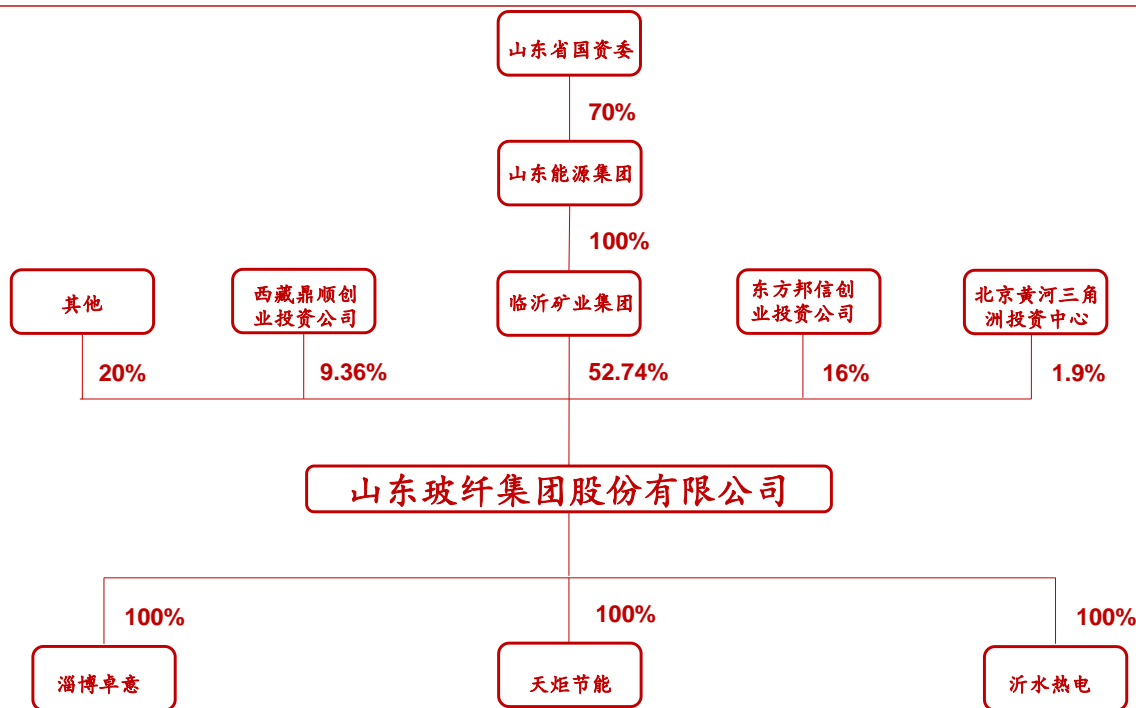 山东省国资委
70%
山东能源集团
100%
其他
西藏鼎顺创
业投资公司
临沂矿业集团
东方邦信创
业投资公司
北京黄河三角
洲投资中心
20%
9.36%
52.74%
16%
1.9%
山东玻纤集团股份有限公司
100%
100%
100%
淄博卓意
天炬节能
沂水热电